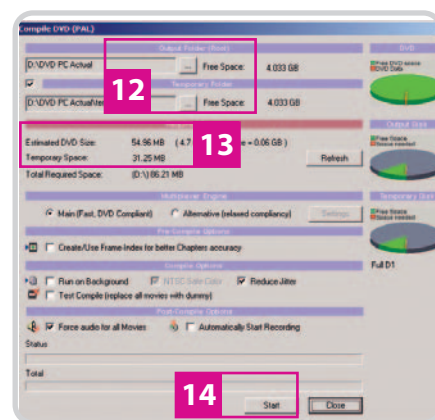 Compile DVD (PAL)
Output Folder (Root)
D:\DVD PC Actual
...
Free Space:
4.033 GB
DVD
Free DVD space
DVD Data
12
Temporary Folder
D:\DVD PC Actual\te
...
Free Space:
4.033 GB
13
Estimated DVD Size:
54.96 MB
( 4.7
= 0.06 GB )
Temporary Space:
31.25 MB
Refresh
Total Required Space:
(D:\) 86.21 MB
Output Disk
Free Space
Space needed
Multiplexer Engine
Main (Fast, DVD Compliant)
Alternative (relaxed compliancy)
Settings
Temporary Disk
Free Space
Space needed
Pre-Compile Options
Create/Use Frame-Index for better Chapters accuracy
Full D1
Compile Options
Run on Background
NTSC Safe Color
Reduce Jitter
Test Compile (replace all movies with dummy)
Post-Compile Options
Force audio for all Movies
Automatically Start Recording
Status
Total
14
Start
Close